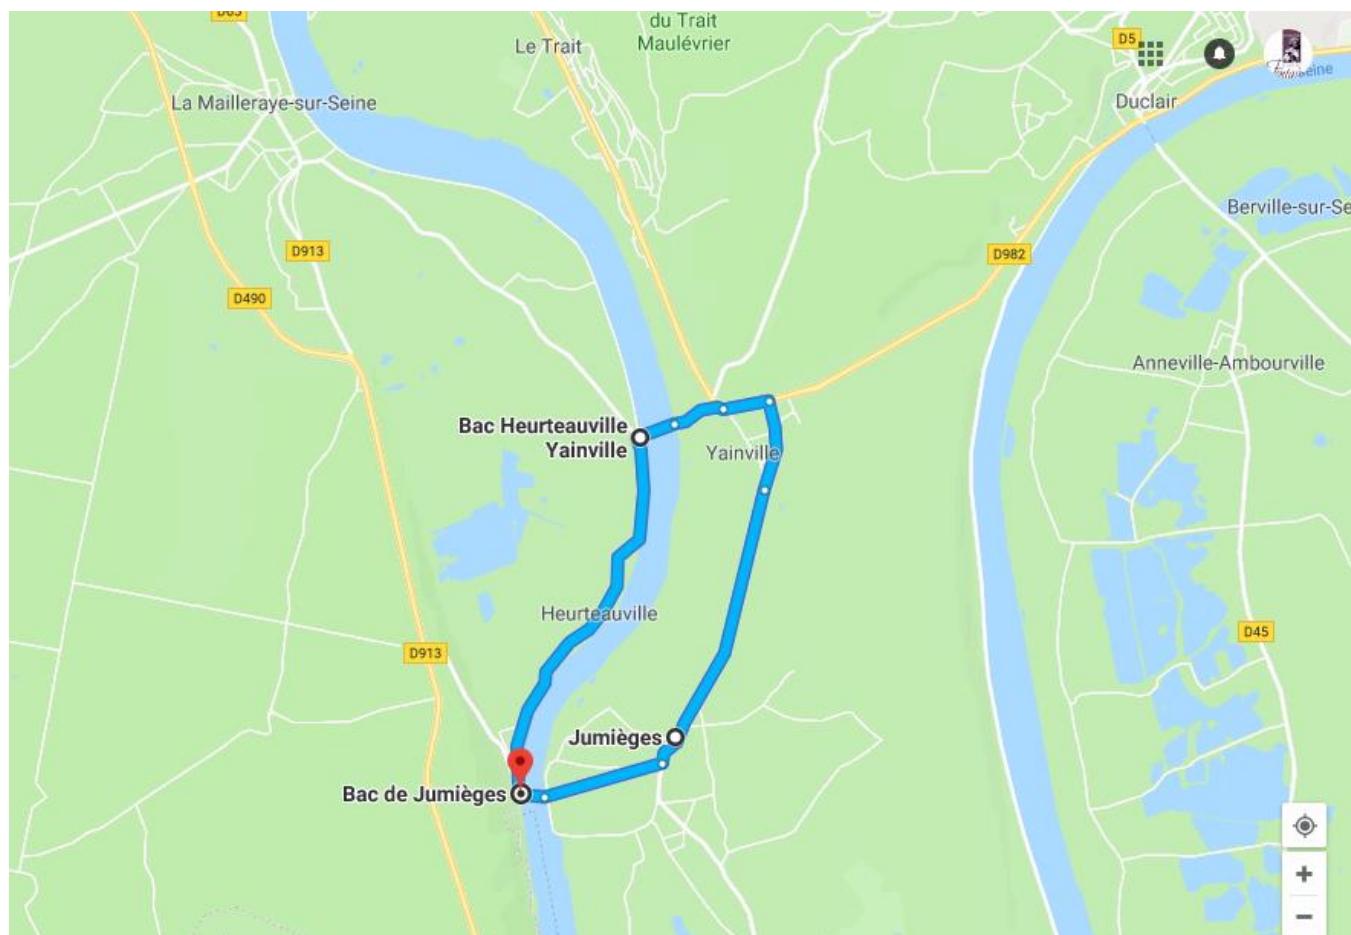 D65
du Trait
Maulévrier
Le Trait
D5
La Mailleraye-sur-Seine
Duclair
Berville-sur-Se
D913
D982
D490
Anneville-Ambourville
Bac Heurteauville
Yainville
Yainville
Heurteauville
D45
D913
Jumièges
Bac de Jumièges
+
−